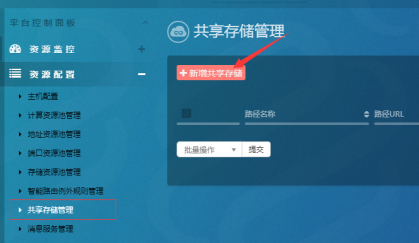 平台控制面板
共享存储管理
资源监控 +
资源配置 −
+ 新增共享存储
主机配置
计算资源池管理
路径名称 路径URL
地址资源池管理
端口资源池管理
批量操作 提交
存储资源池管理
智能路由例外规则管理
共享存储管理
消息服务管理